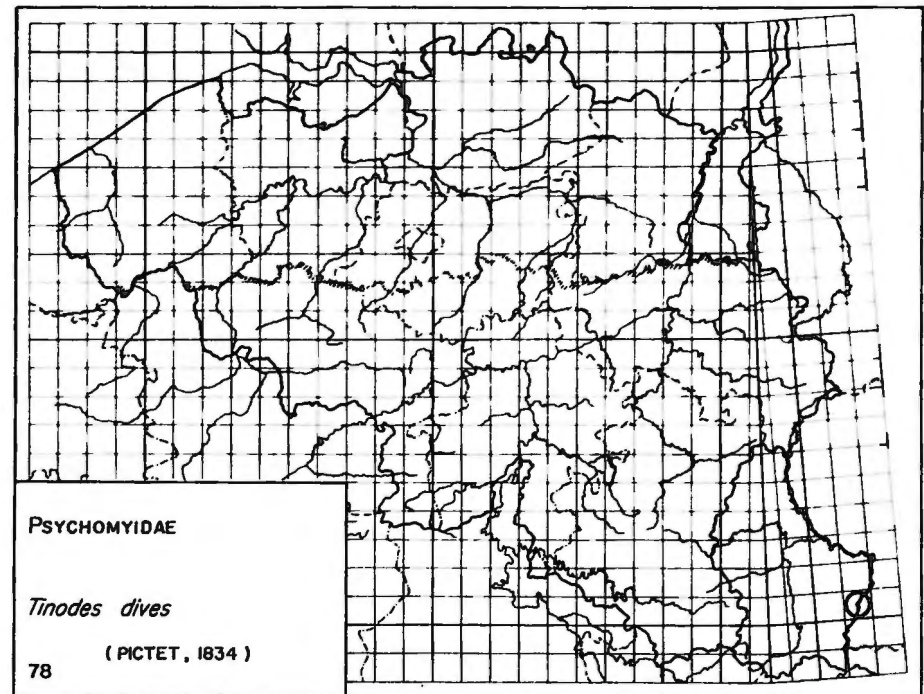 PSYCHOMYIDAE
Tinodes dives
(PICTET, 1834)
78